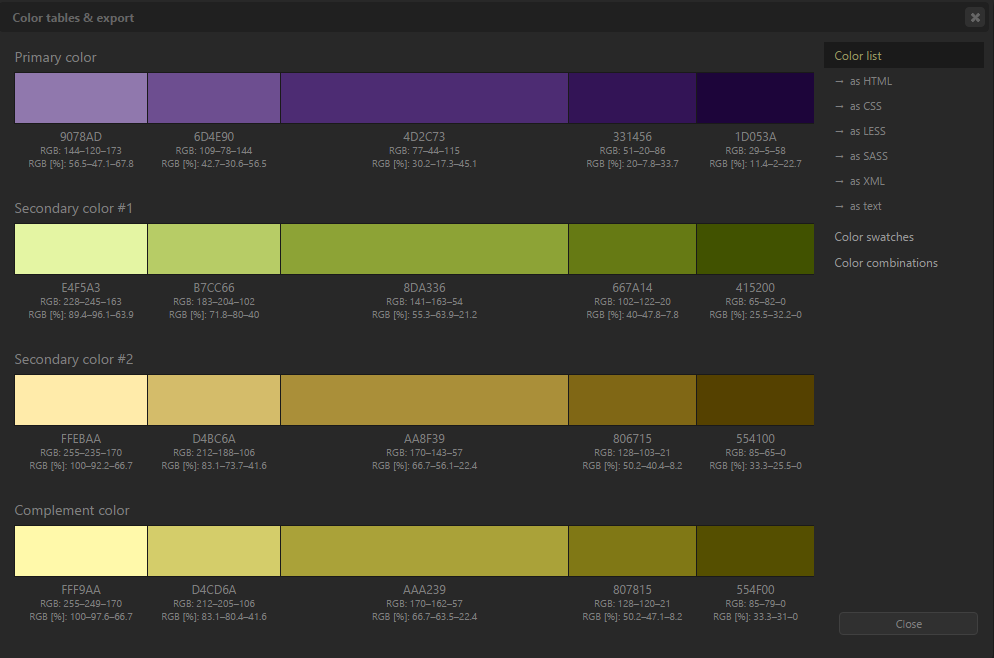 Color tables & export
Primary color
9078AD 6D4E90 4D2C73 331456 1D053A
RGB: 144–120–173 RGB: 109–78–144 RGB: 77–44–115 RGB: 51–20–86 RGB: 29–5–58
RGB [%]: 56.5–47.1–67.8 RGB [%]: 42.7–30.6–56.5 RGB [%]: 30.2–17.3–45.1 RGB [%]: 20–7.8–33.7 RGB [%]: 11.4–2–22.7
Secondary color #1
E4F5A3 B7CC66 8DA336 667A14 415200
RGB: 228–245–163 RGB: 183–204–102 RGB: 141–163–54 RGB: 102–122–20 RGB: 65–82–0
RGB [%]: 89.4–96.1–63.9 RGB [%]: 71.8–80–40 RGB [%]: 55.3–63.9–21.2 RGB [%]: 40–47.8–7.8 RGB [%]: 25.5–32.2–0
Secondary color #2
FFEBAA D4BC6A AA8F39 806715 554100
RGB: 255–235–170 RGB: 212–188–106 RGB: 170–143–57 RGB: 128–103–21 RGB: 85–65–0
RGB [%]: 100–92.2–66.7 RGB [%]: 83.1–73.7–41.6 RGB [%]: 66.7–56.1–22.4 RGB [%]: 50.2–40.4–8.2 RGB [%]: 33.3–25.5–0
Complement color
FFF9AA D4CD6A AAA239 807815 554F00
RGB: 255–249–170 RGB: 212–205–106 RGB: 170–162–57 RGB: 128–120–21 RGB: 85–79–0
RGB [%]: 100–97.6–66.7 RGB [%]: 83.1–80.4–41.6 RGB [%]: 66.7–63.5–22.4 RGB [%]: 50.2–47.1–8.2 RGB [%]: 33.3–31–0
Color list
→ as HTML
→ as CSS
→ as LESS
→ as SASS
→ as XML
→ as text
Color swatches
Color combinations
Close